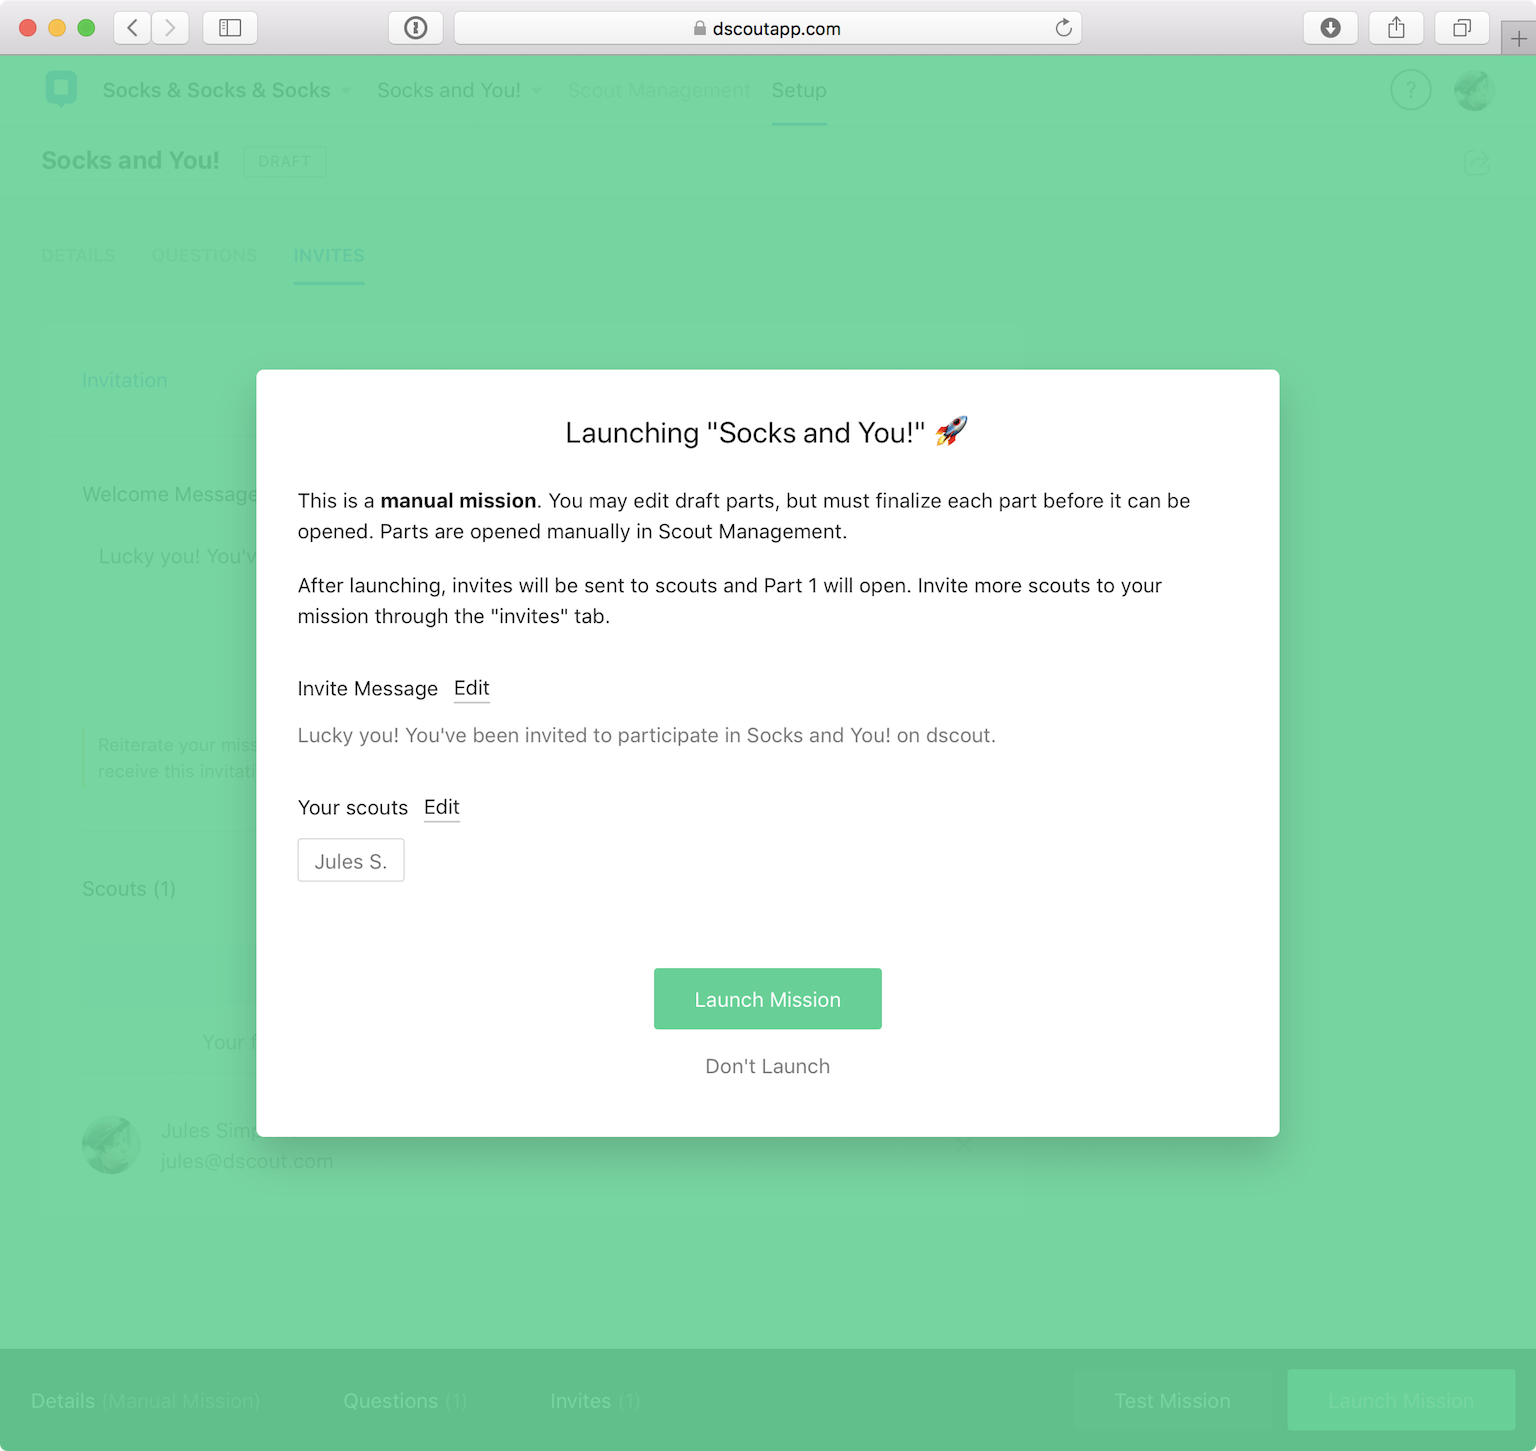 dscoutapp.com
Socks & Socks & Socks Socks and You! Scout Management Setup ?
Socks and You! DRAFT
DETAILS QUESTIONS INVITES
Invitation
Launching "Socks and You!" 🚀
Welcome Message
This is a manual mission. You may edit draft parts, but must finalize each part before it can be
opened. Parts are opened manually in Scout Management.
Lucky you! You'v
After launching, invites will be sent to scouts and Part 1 will open. Invite more scouts to your
mission through the "invites" tab.
Invite Message Edit
Lucky you! You've been invited to participate in Socks and You! on dscout.
Reiterate your miss
receive this invitati
Your scouts Edit
Jules S.
Scouts (1)
Launch Mission
Your f
Don't Launch
Jules Simp
jules@dscout.com
Details (Manual Mission) Questions (1) Invites (1) Test Mission Launch Mission